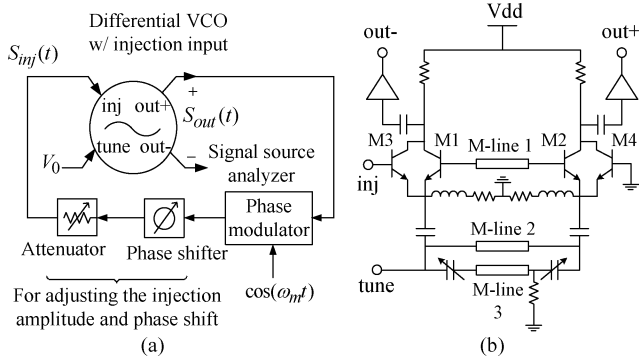 Differential VCO
w/ injection input
S_inj(t)
inj out+
tune out-
+
S_out(t)
−
V_0
Signal source
analyzer
Phase
modulator
Attenuator
Phase shifter
cos(ω_m t)
For adjusting the injection
amplitude and phase shift
(a)
Vdd
out-
out+
M3
M1
M-line 1
M2
M4
inj
M-line 2
tune
M-line
3
(b)